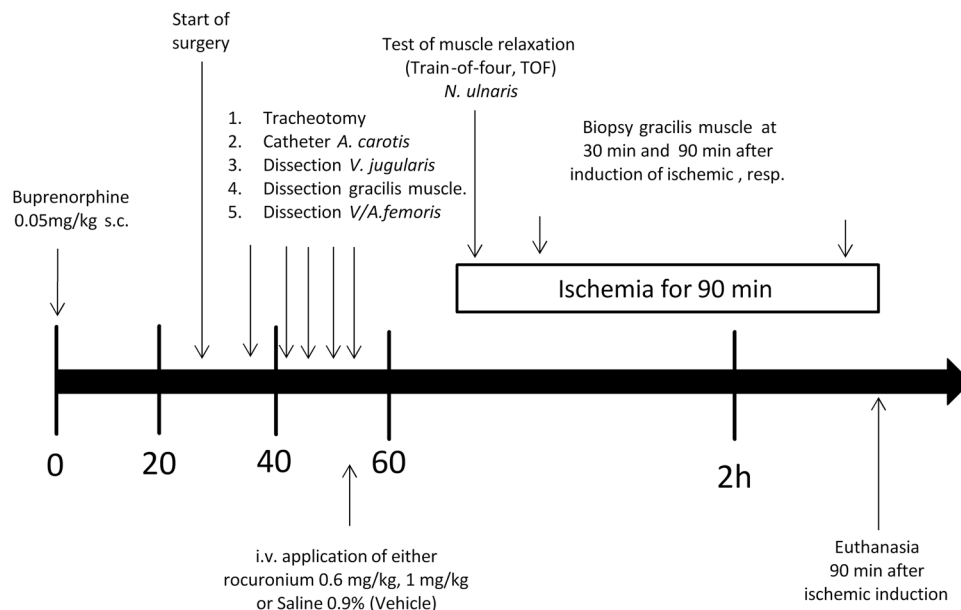 Start of
surgery
Test of muscle relaxation
(Train-of-four, TOF)
N. ulnaris
1. Tracheotomy
2. Catheter A. carotis
3. Dissection V. jugularis
4. Dissection gracilis muscle.
5. Dissection V/A.femoris
Biopsy gracilis muscle at
30 min and 90 min after
induction of ischemic , resp.
Buprenorphine
0.05mg/kg s.c.
Ischemia for 90 min
0
20
40
60
2h
i.v. application of either
rocuronium 0.6 mg/kg, 1 mg/kg
or Saline 0.9% (Vehicle)
Euthanasia
90 min after
ischemic induction